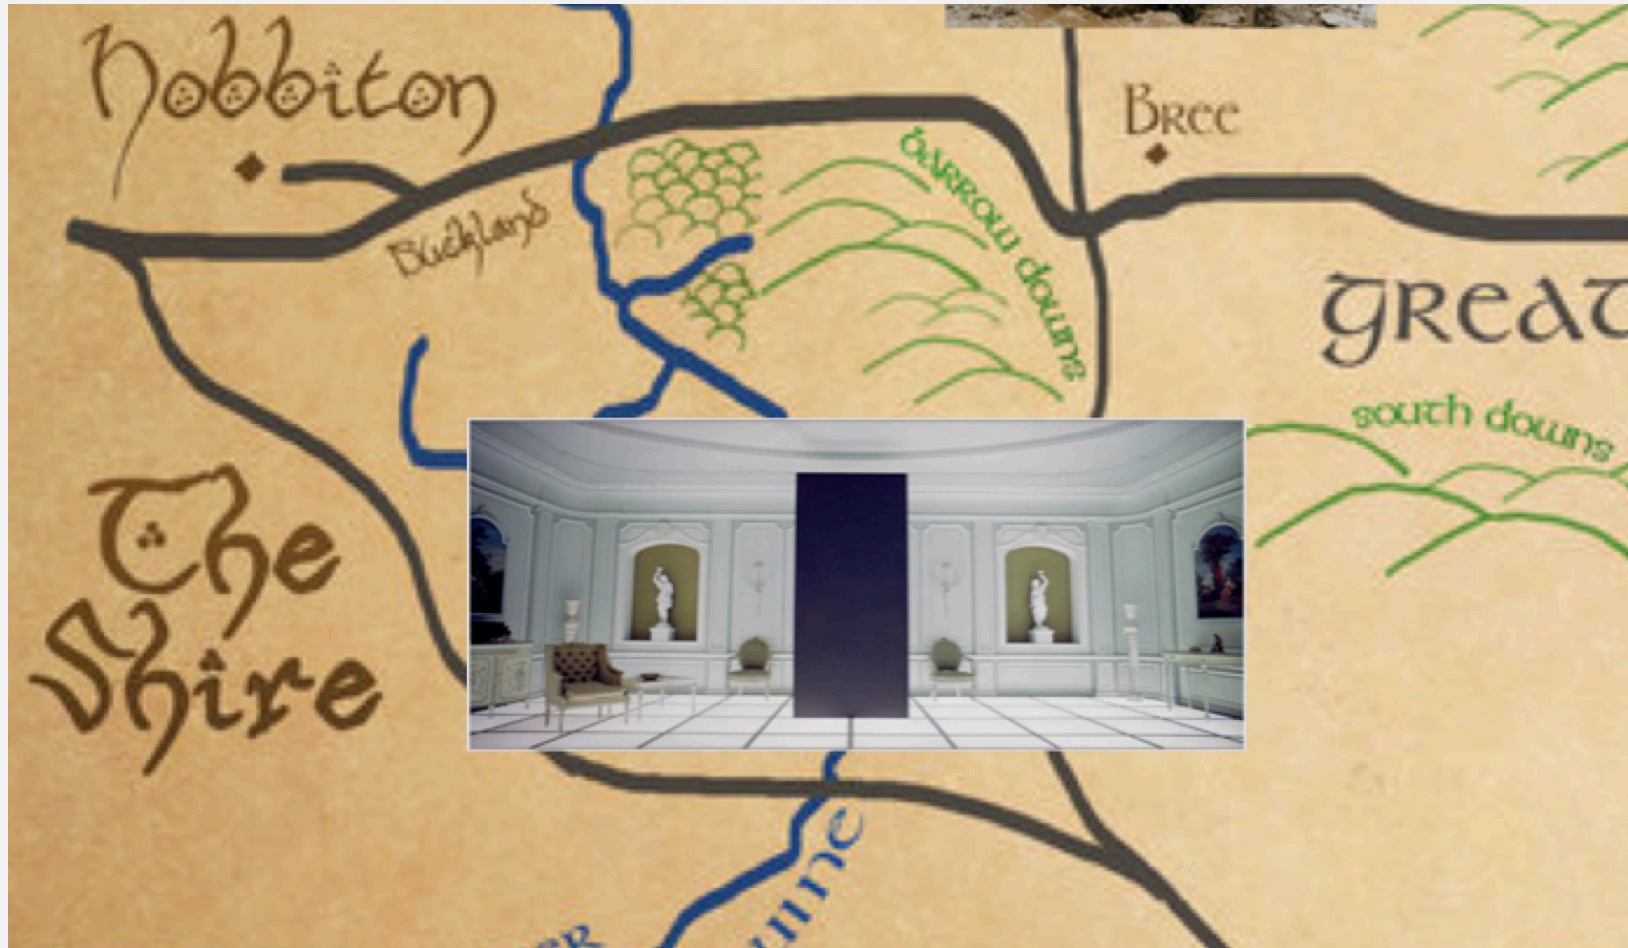 Hobbiton
Bree
Barrow downs
Buckland
Great
South downs
The
Shire